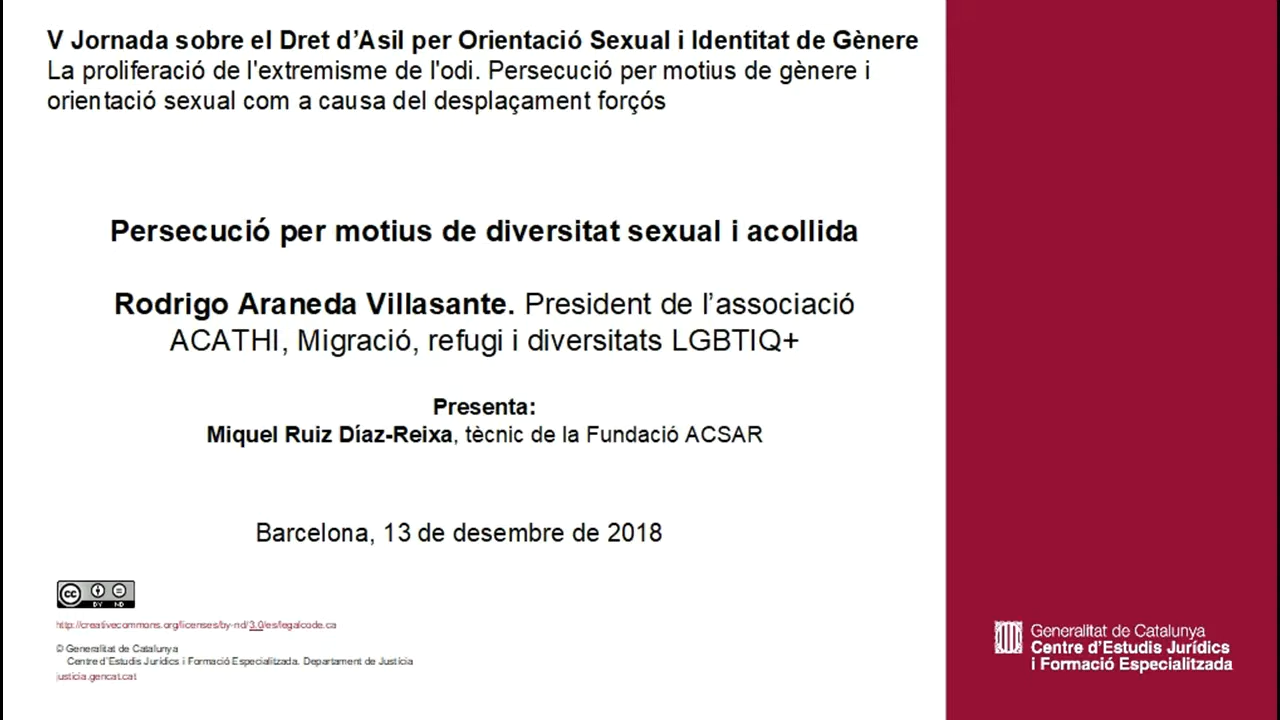 V Jornada sobre el Dret d’Asil per Orientació Sexual i Identitat de Gènere
La proliferació de l'extremisme de l'odi. Persecució per motius de gènere i
orientació sexual com a causa del desplaçament forçós
Persecució per motius de diversitat sexual i acollida
Rodrigo Araneda Villasante. President de l’associació
ACATHI, Migració, refugi i diversitats LGBTIQ+
Presenta:
Miquel Ruiz Díaz-Reixa, tècnic de la Fundació ACSAR
Barcelona, 13 de desembre de 2018
cc BY ND
http://creativecommons.org/licenses/by-nd/3.0/es/legalcode.ca
© Generalitat de Catalunya
Centre d’Estudis Jurídics i Formació Especialitzada. Departament de Justícia
justicia.gencat.cat
Generalitat de Catalunya
Centre d’Estudis Jurídics
i Formació Especialitzada